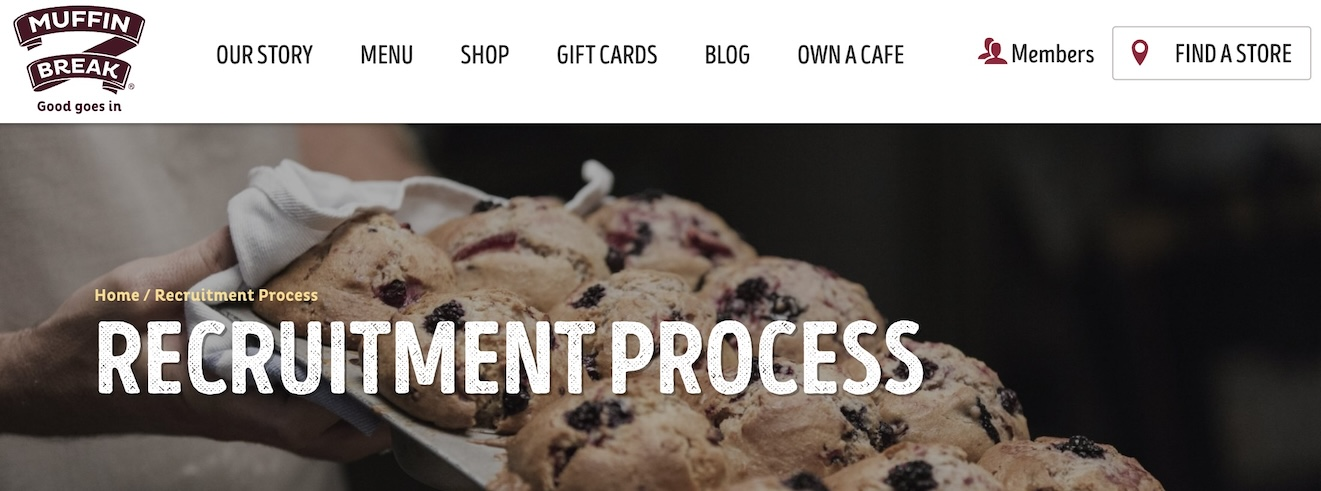 MUFFIN
BREAK®
Good goes in
OUR STORY MENU SHOP GIFT CARDS BLOG OWN A CAFE Members FIND A STORE
Home / Recruitment Process
RECRUITMENT PROCESS